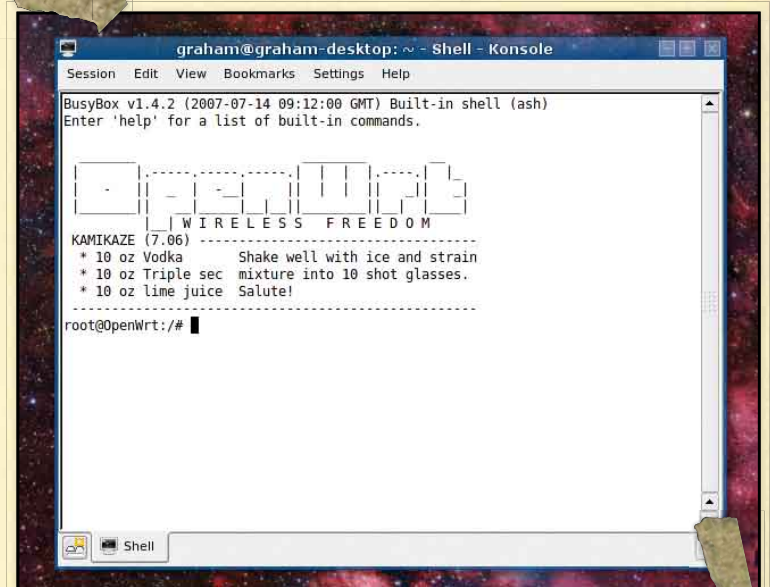 graham@graham-desktop: ~ - Shell - Konsole
Session Edit View Bookmarks Settings Help
BusyBox v1.4.2 (2007-07-14 09:12:00 GMT) Built-in shell (ash)
Enter 'help' for a list of built-in commands.
OpenWrt
W I R E L E S S   F R E E D O M
KAMIKAZE (7.06) -----------------------------------
* 10 oz Vodka       Shake well with ice and strain
* 10 oz Triple sec  mixture into 10 shot glasses.
* 10 oz lime juice  Salute!
---------------------------------------------------
root@OpenWrt:/#
Shell